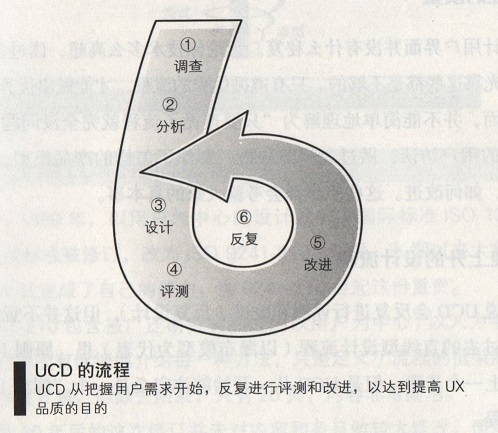 ①
调查
②
分析
③
设计
④
评测
⑤
改进
⑥
反复
UCD 的流程
UCD 从把握用户需求开始，反复进行评测和改进，以达到提高 UX
品质的目的